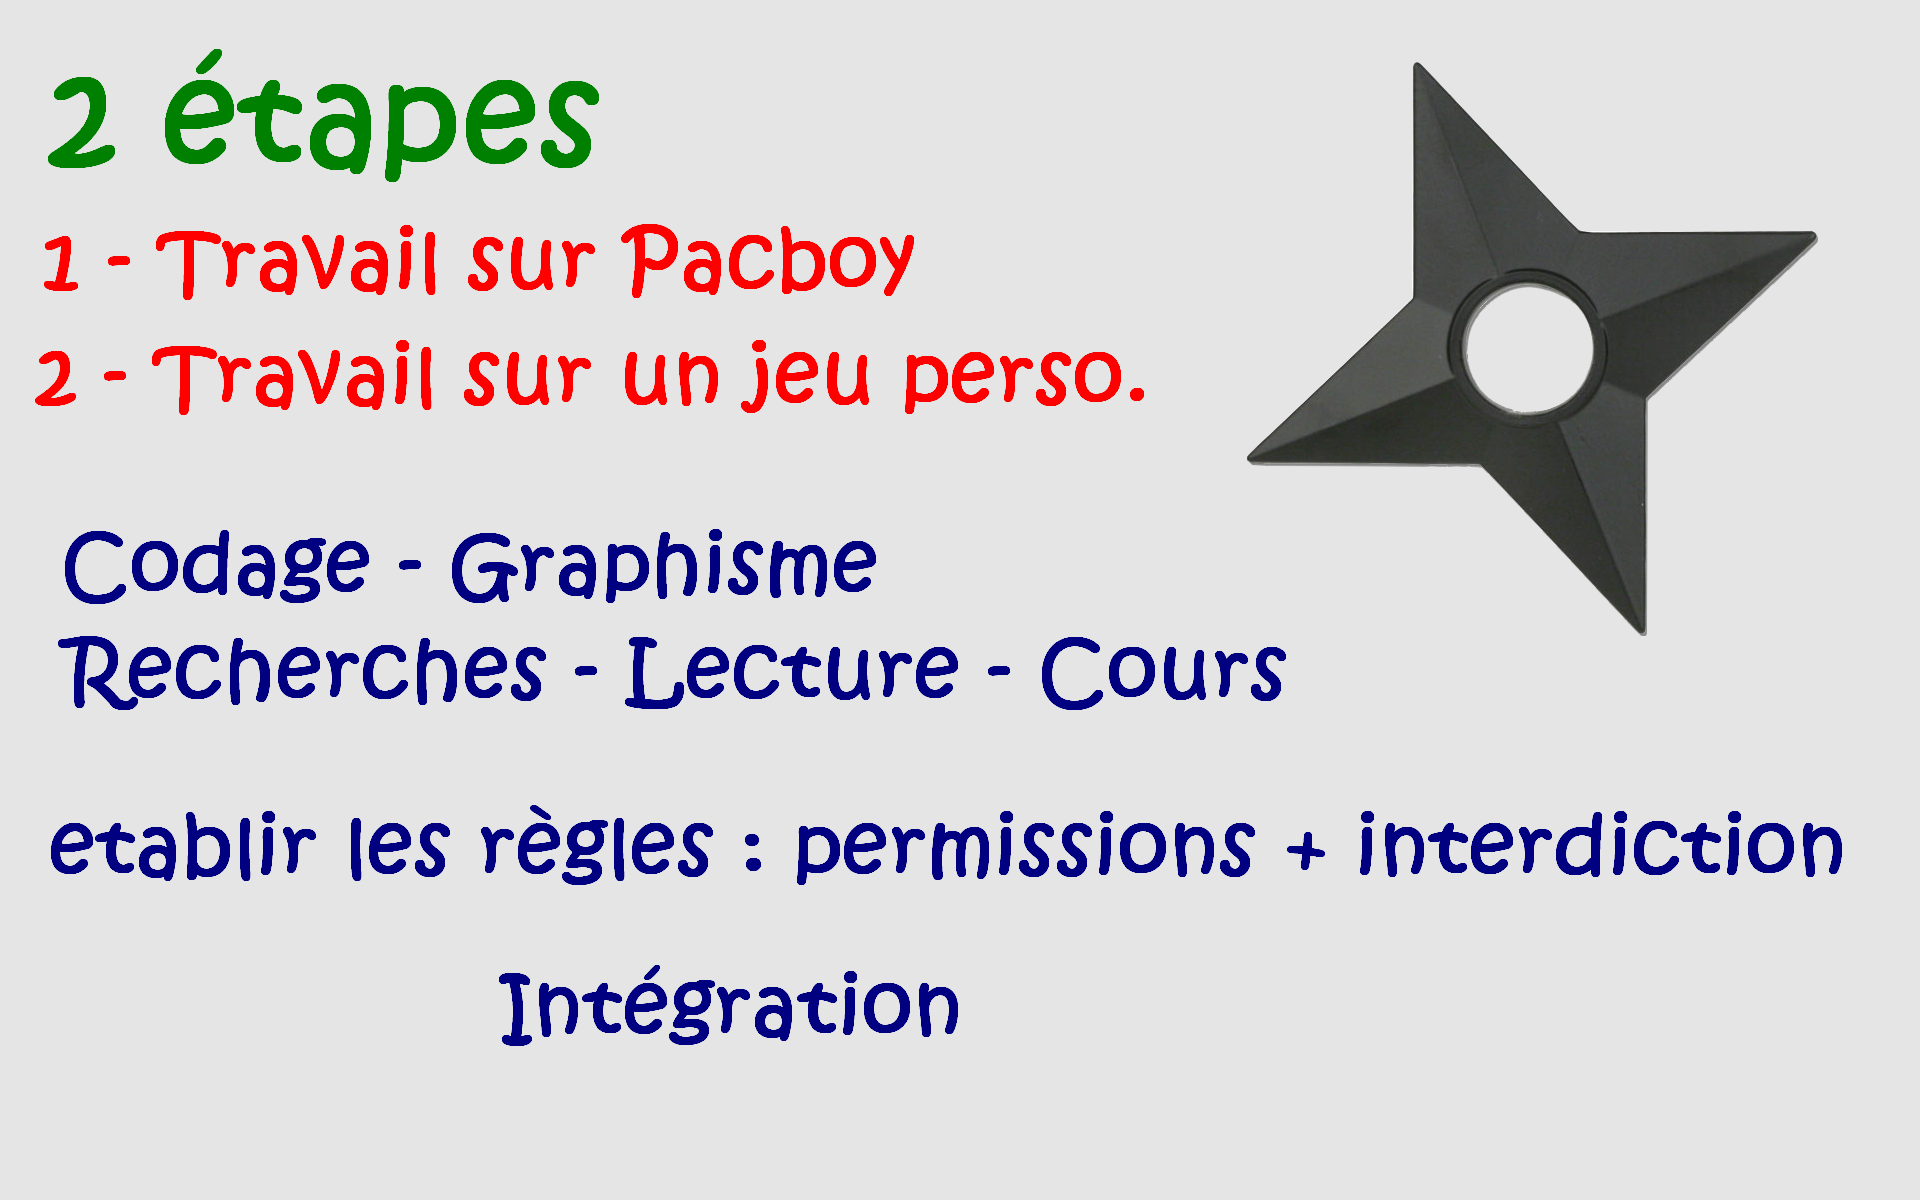 2 étapes
1 - Travail sur Pacboy
2 - Travail sur un jeu perso.
Codage - Graphisme
Recherches - Lecture - Cours
etablir les règles : permissions + interdiction
Intégration